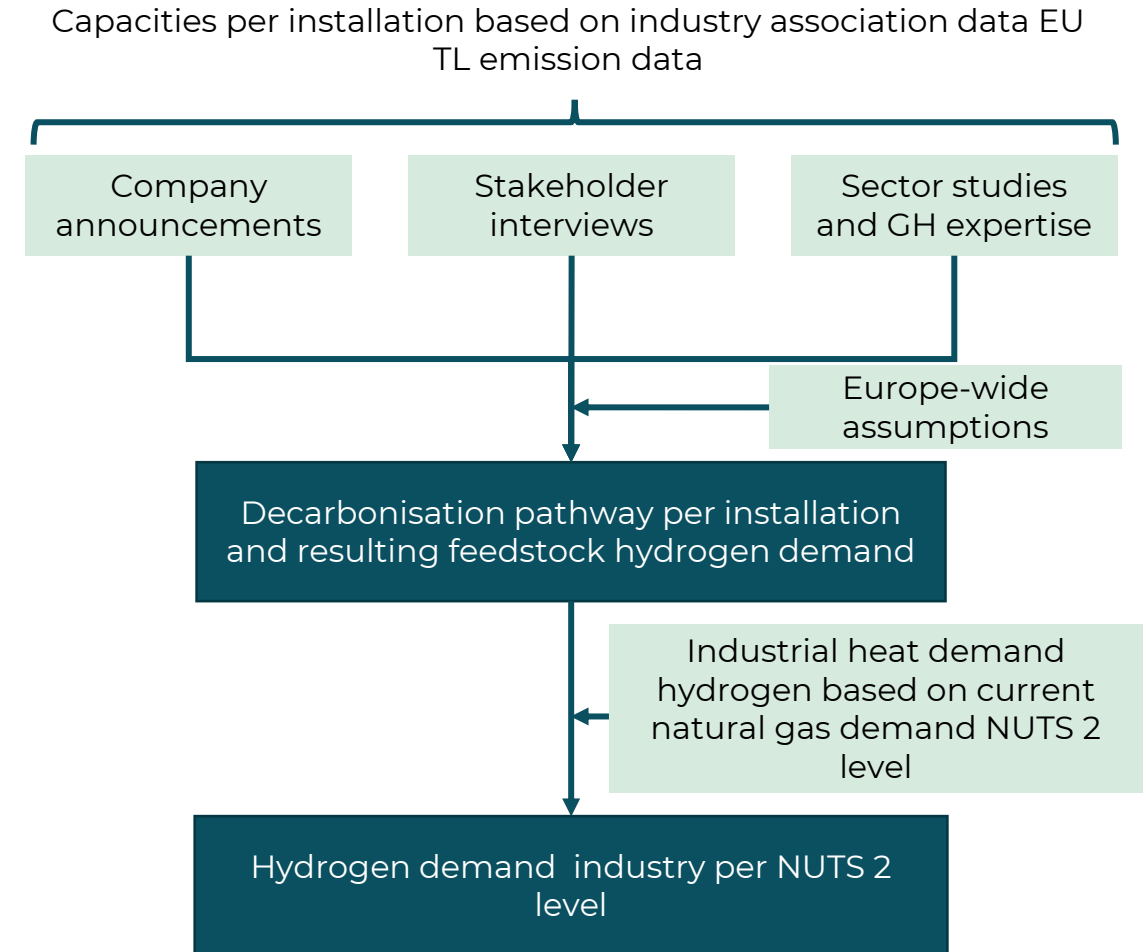 Capacities per installation based on industry association data EU
TL emission data
Company
announcements
Stakeholder
interviews
Sector studies
and GH expertise
Europe-wide
assumptions
Decarbonisation pathway per installation
and resulting feedstock hydrogen demand
Industrial heat demand
hydrogen based on current
natural gas demand NUTS 2
level
Hydrogen demand  industry per NUTS 2
level